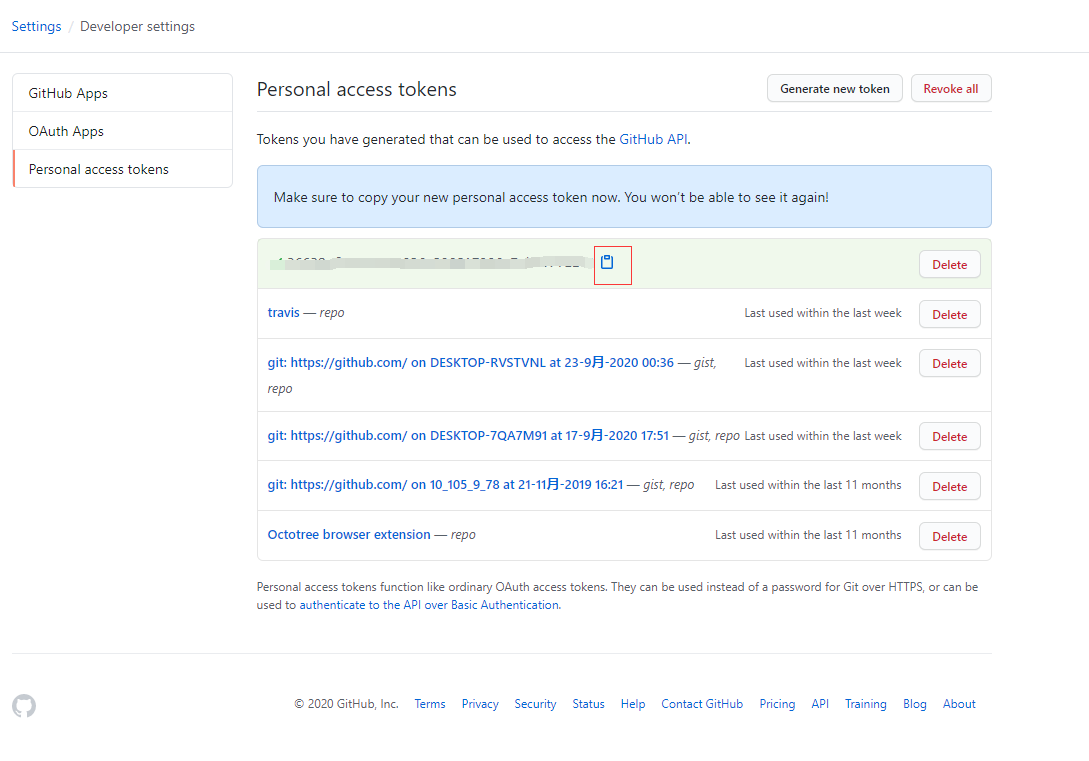 Settings / Developer settings
GitHub Apps
OAuth Apps
Personal access tokens
Personal access tokens
Generate new token
Revoke all
Tokens you have generated that can be used to access the GitHub API.
Make sure to copy your new personal access token now. You won't be able to see it again!
Delete
travis — repo
Last used within the last week
Delete
git: https://github.com/ on DESKTOP-RVSTVNL at 23-9月-2020 00:36 — gist,
repo
Last used within the last week
Delete
git: https://github.com/ on DESKTOP-7QA7M91 at 17-9月-2020 17:51 — gist, repo
Last used within the last week
Delete
git: https://github.com/ on 10_105_9_78 at 21-11月-2019 16:21 — gist, repo
Last used within the last 11 months
Delete
Octotree browser extension — repo
Last used within the last 11 months
Delete
Personal access tokens function like ordinary OAuth access tokens. They can be used instead of a password for Git over HTTPS, or can be
used to authenticate to the API over Basic Authentication.
© 2020 GitHub, Inc. Terms Privacy Security Status Help Contact GitHub Pricing API Training Blog About